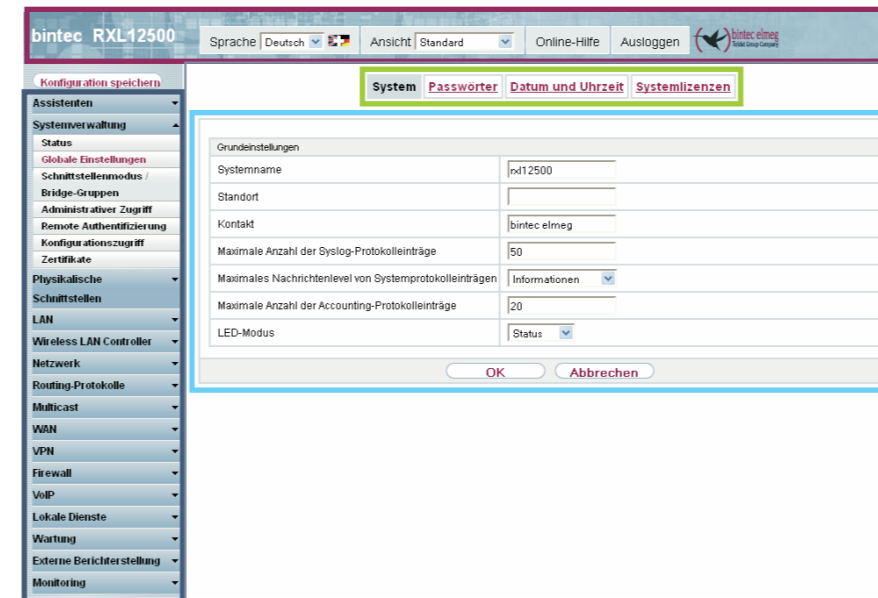 bintec RXL12500
Sprache Deutsch Ansicht Standard Online-Hilfe Ausloggen bintec elmeg
Teldat Group Company
Konfiguration speichern
System Passwörter Datum und Uhrzeit Systemlizenzen
Assistenten
Systemverwaltung
Status
Globale Einstellungen
Schnittstellenmodus /
Bridge-Gruppen
Administrativer Zugriff
Remote Authentifizierung
Konfigurationszugriff
Zertifikate
Physikalische
Schnittstellen
LAN
Wireless LAN Controller
Netzwerk
Routing-Protokolle
Multicast
WAN
VPN
Firewall
VoIP
Lokale Dienste
Wartung
Externe Berichterstellung
Monitoring
Grundeinstellungen
Systemname rxl12500
Standort
Kontakt bintec elmeg
Maximale Anzahl der Syslog-Protokolleinträge 50
Maximales Nachrichtenlevel von Systemprotokolleinträgen Informationen
Maximale Anzahl der Accounting-Protokolleinträge 20
LED-Modus Status
OK Abbrechen